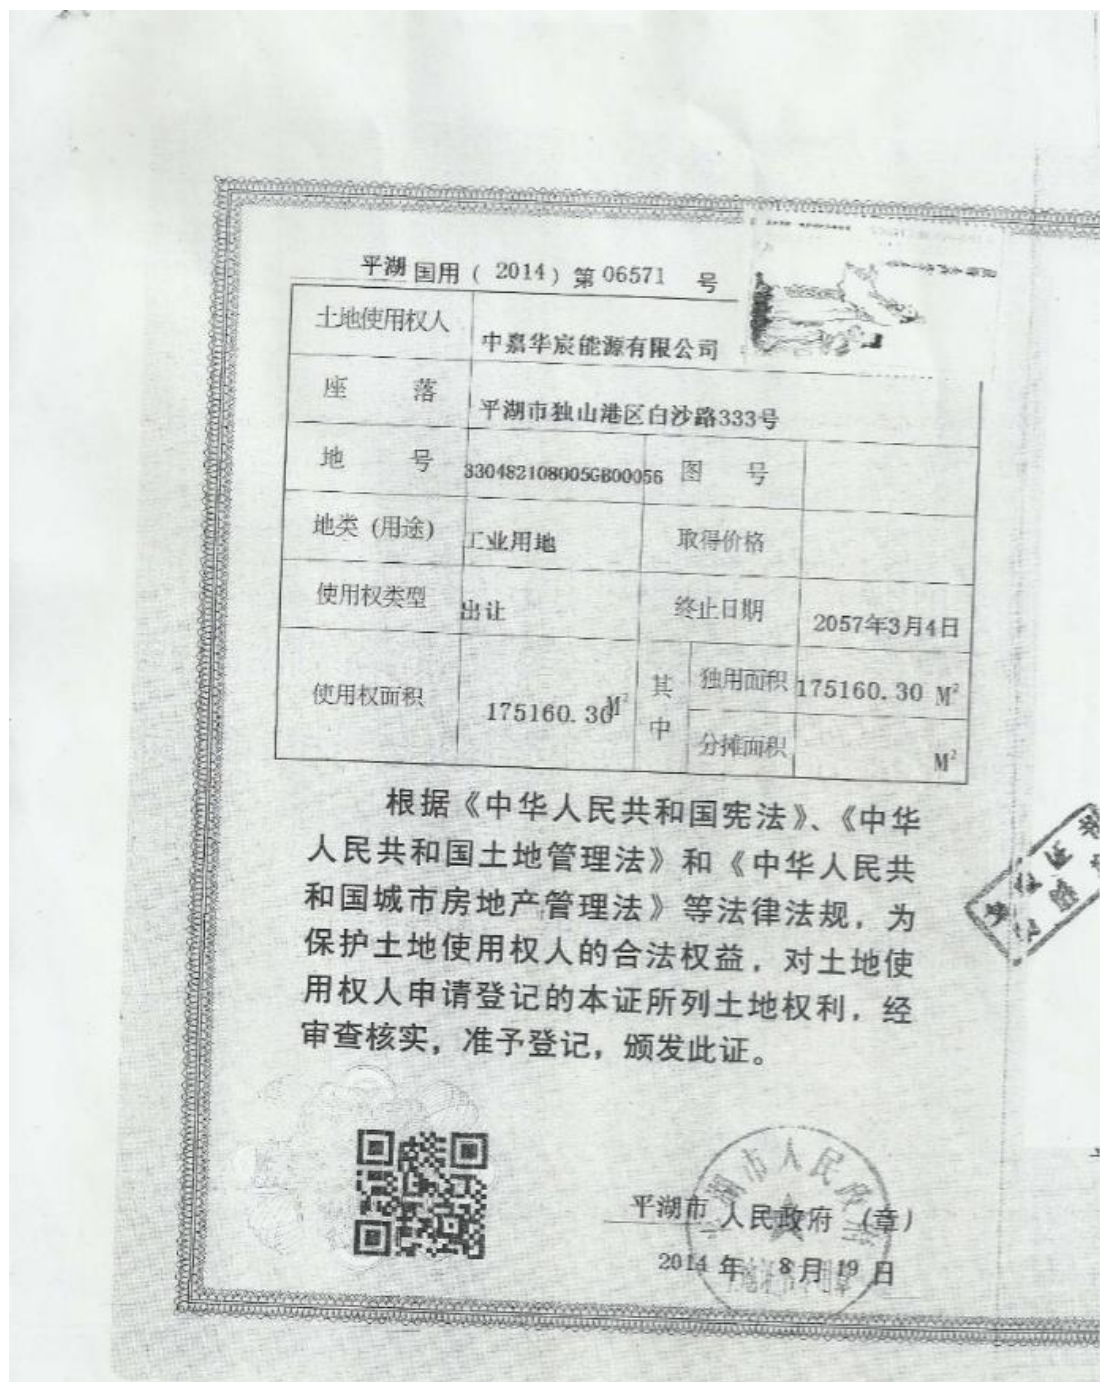 平湖 国用 ( 2014 ) 第 06571 号
土地使用权人 中嘉华宸能源有限公司
座 落 平湖市独山港区白沙路333号
地 号 330482108005GB00056 图 号
地类 (用途) 工业用地 取得价格
使用权类型 出让 终止日期 2057年3月4日
使用权面积 175160.30 M² 其中 独用面积 175160.30 M²
分摊面积 M²
根据《中华人民共和国宪法》、《中华
人民共和国土地管理法》和《中华人民共
和国城市房地产管理法》等法律法规，为
保护土地使用权人的合法权益，对土地使
用权人申请登记的本证所列土地权利，经
审查核实，准予登记，颁发此证。
湖市人民政
平湖市 人民政府 (章)
2014 年 8 月 19 日